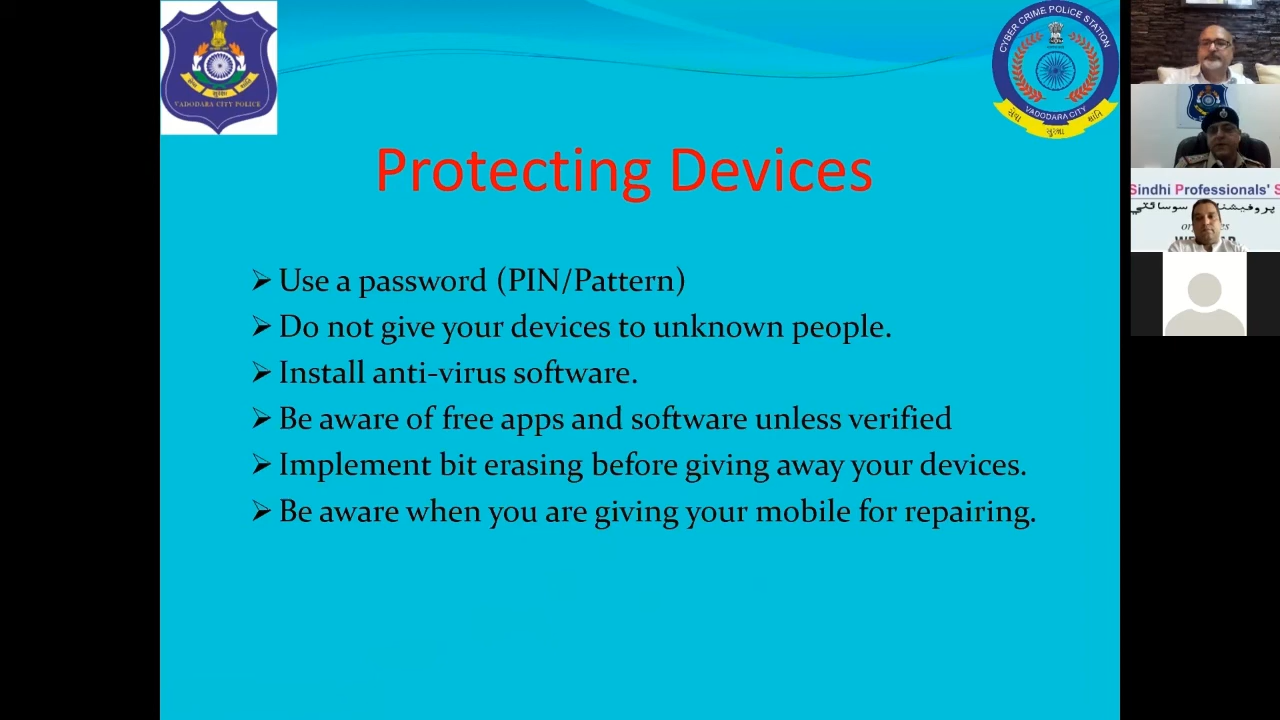 VADODARA CITY POLICE
CYBER CRIME POLICE STATION
VADODARA CITY
સેવા સુરક્ષા શાંતિ
Protecting Devices
Use a password (PIN/Pattern)
Do not give your devices to unknown people.
Install anti-virus software.
Be aware of free apps and software unless verified
Implement bit erasing before giving away your devices.
Be aware when you are giving your mobile for repairing.
Sindhi Professionals' S
سوسائٽي